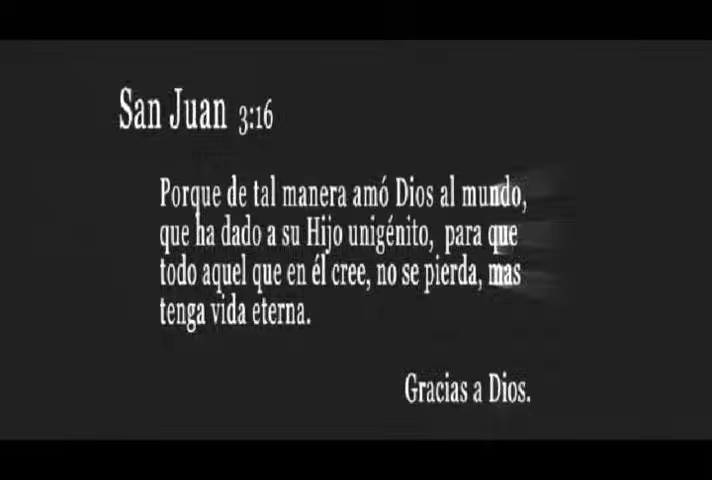 San Juan 3:16
Porque de tal manera amó Dios al mundo,
que ha dado a su Hijo unigénito, para que
todo aquel que en él cree, no se pierda, mas
tenga vida eterna.
Gracias a Dios.